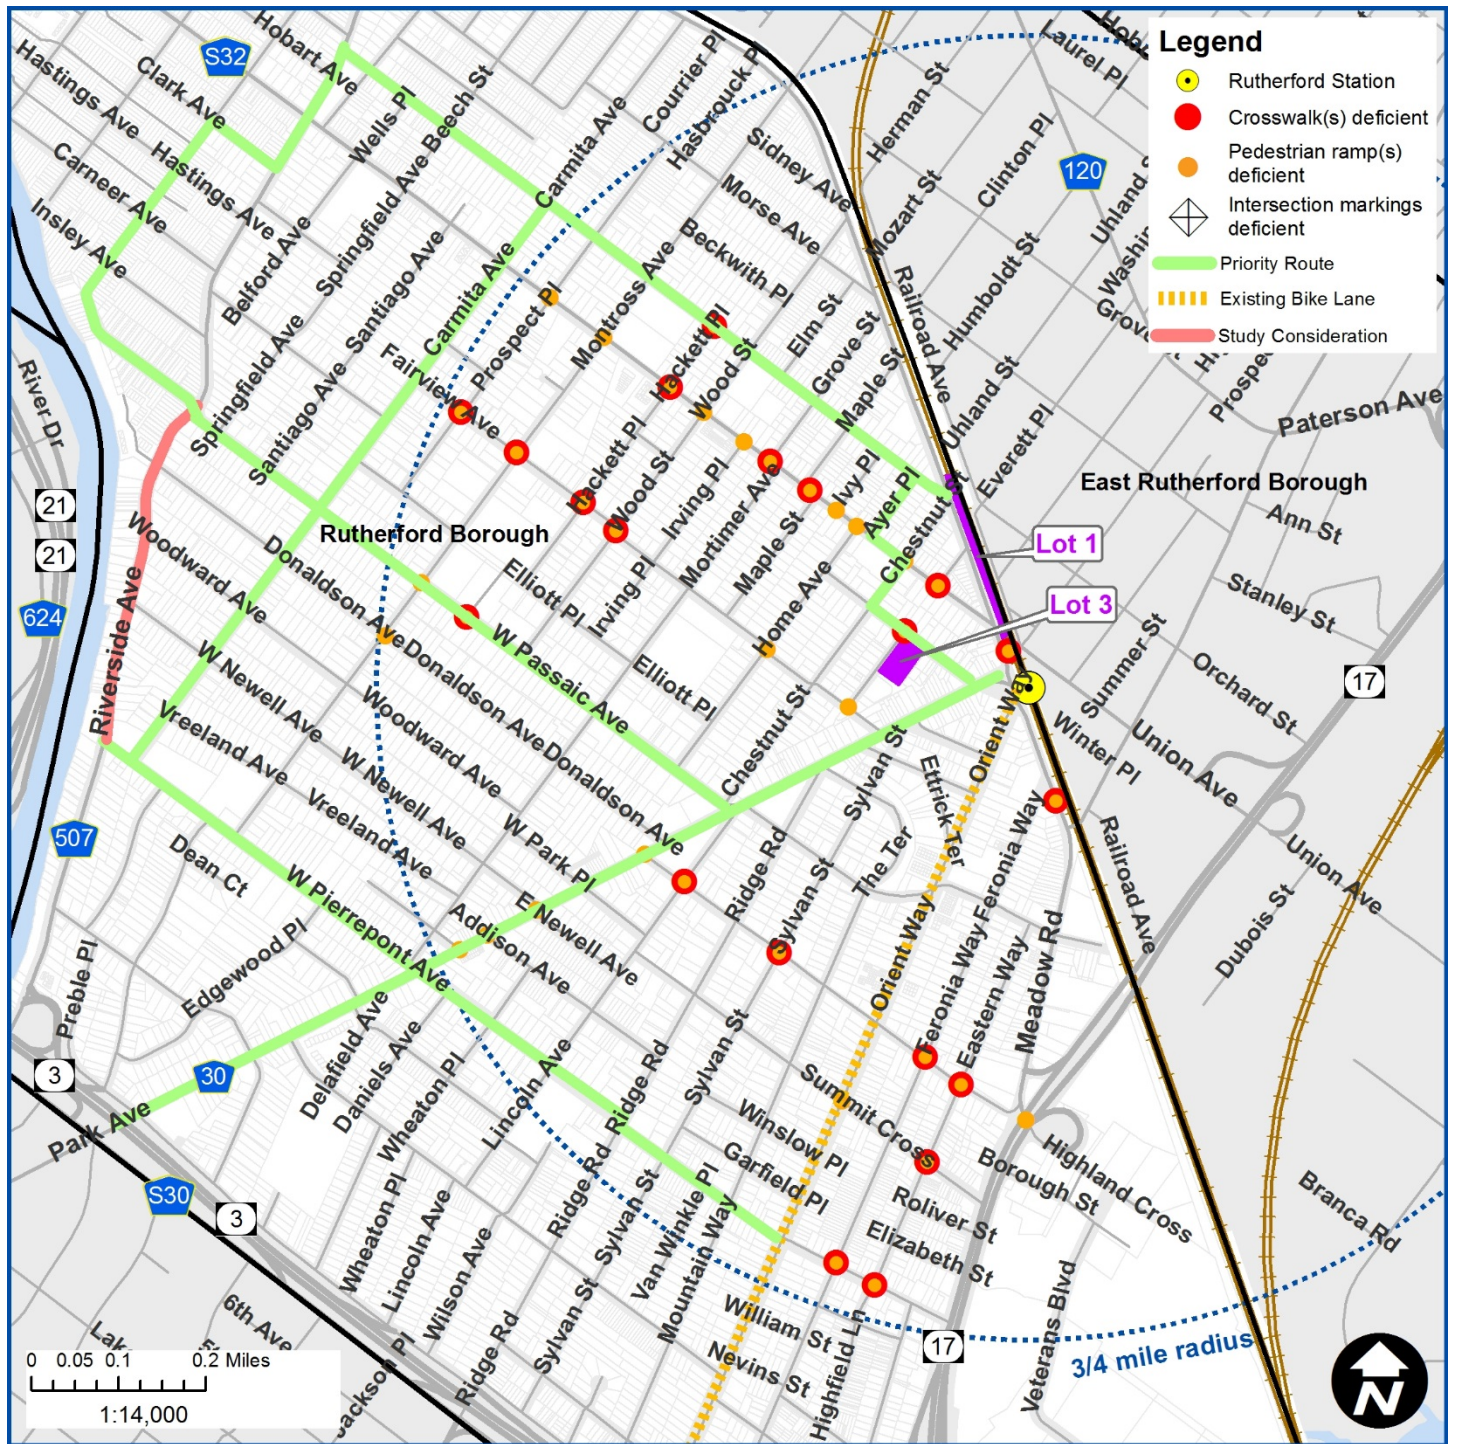 Legend
Rutherford Station
Crosswalk(s) deficient
Pedestrian ramp(s)
deficient
Intersection markings
deficient
Priority Route
Existing Bike Lane
Study Consideration
S32
Hobart Ave
Clark Ave
Hastings Ave
Hastings Ave
Carneer Ave
Insley Ave
Wells Pl
Beech St
Springfield Ave
Belford Ave
Santiago Ave
Carmita Ave
Carmita Ave
Courrier Pl
Hasbrouck Pl
Sidney Ave
Morse Ave
Beckwith Pl
Herman St
Mozart St
Laurel Pl
Clinton Pl
120
Uhland S
Humboldt St
Railroad Ave
Elm St
Grove St
Maple St
Uhland St
Everett Pl
Paterson Ave
East Rutherford Borough
Ann St
Stanley St
Orchard St
Summer St
Winter Pl
Union Ave
Union Ave
Dubois St
Railroad Ave
17
Lot 1
Lot 3
River Dr
21
21
624
Springfield Ave
Santiago Ave
Fairview Ave
Prospect Pl
Montross Ave
Hackett Pl
Wood St
Hackett Pl
Wood St
Irving Pl
Irving Pl
Mortimer Ave
Maple St
Ivy Pl
Ayer Pl
Chestnut St
Home Ave
Rutherford Borough
Elliott Pl
Elliott Pl
Donaldson Ave
Donaldson Ave
Donaldson Ave
W Passaic Ave
Woodward Ave
Woodward Ave
W Newell Ave
W Newell Ave
Vreeland Ave
Vreeland Ave
Riverside Ave
507
Dean Ct
W Pierrepont Ave
Edgewood Pl
Preble Pl
3
30
Park Ave
S30
3
W Park Pl
E Newell Ave
Addison Ave
Chestnut St
Sylvan St
Ettrick Ter
Orient Way
Orient Way
The Ter
Ridge Rd
Sylvan St
Feronia Way
Feronia Way
Eastern Way
Meadow Rd
Delafield Ave
Daniels Ave
Wheaton Pl
Wheaton Pl
Lincoln Ave
Lincoln Ave
Wilson Ave
Ridge Rd
Ridge Rd
Ridge Rd
Sylvan St
Sylvan St
Sylvan St
Van Winkle Pl
Mountain Way
Summit Cross
Winslow Pl
Garfield Pl
Roliver St
Elizabeth St
Borough St
Highland Cross
William St
Nevins St
Highfield Ln
17
Veterans Blvd
Branca Rd
3/4 mile radius
6th Ave
0 0.05 0.1 0.2 Miles
1:14,000
N